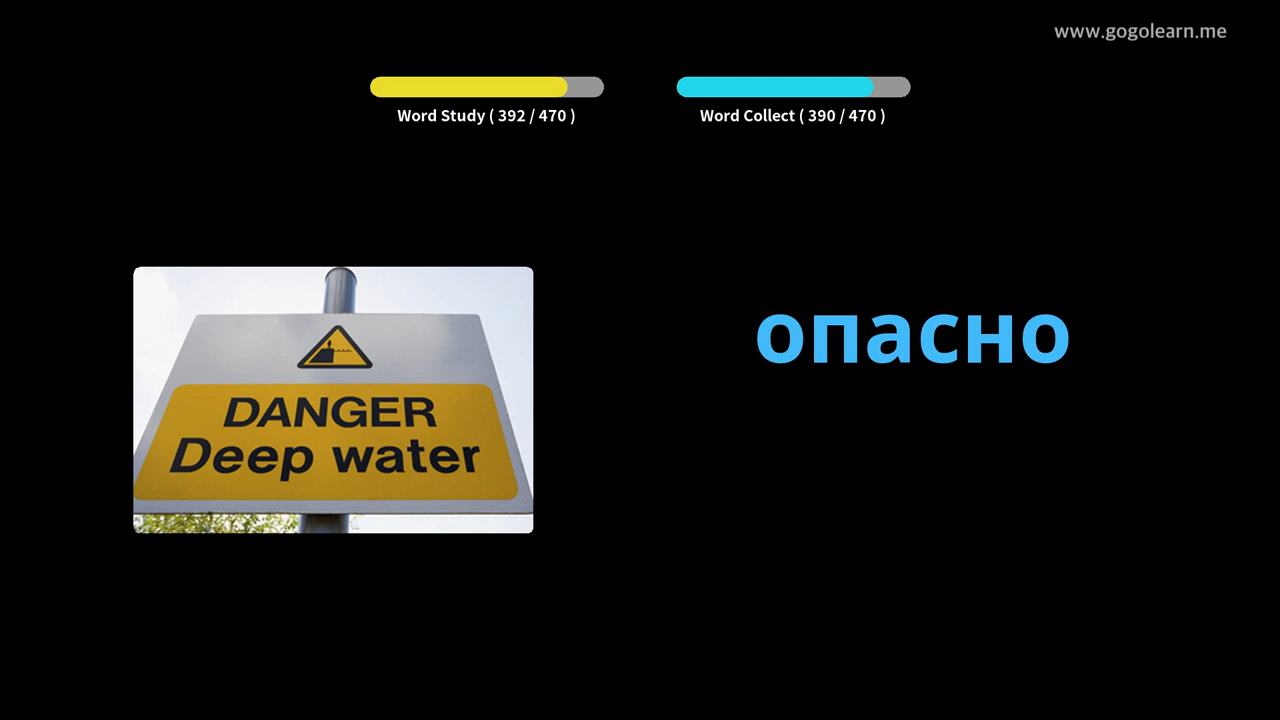 www.gogolearn.me
Word Study ( 392 / 470 )
Word Collect ( 390 / 470 )
DANGER
Deep water
опасно